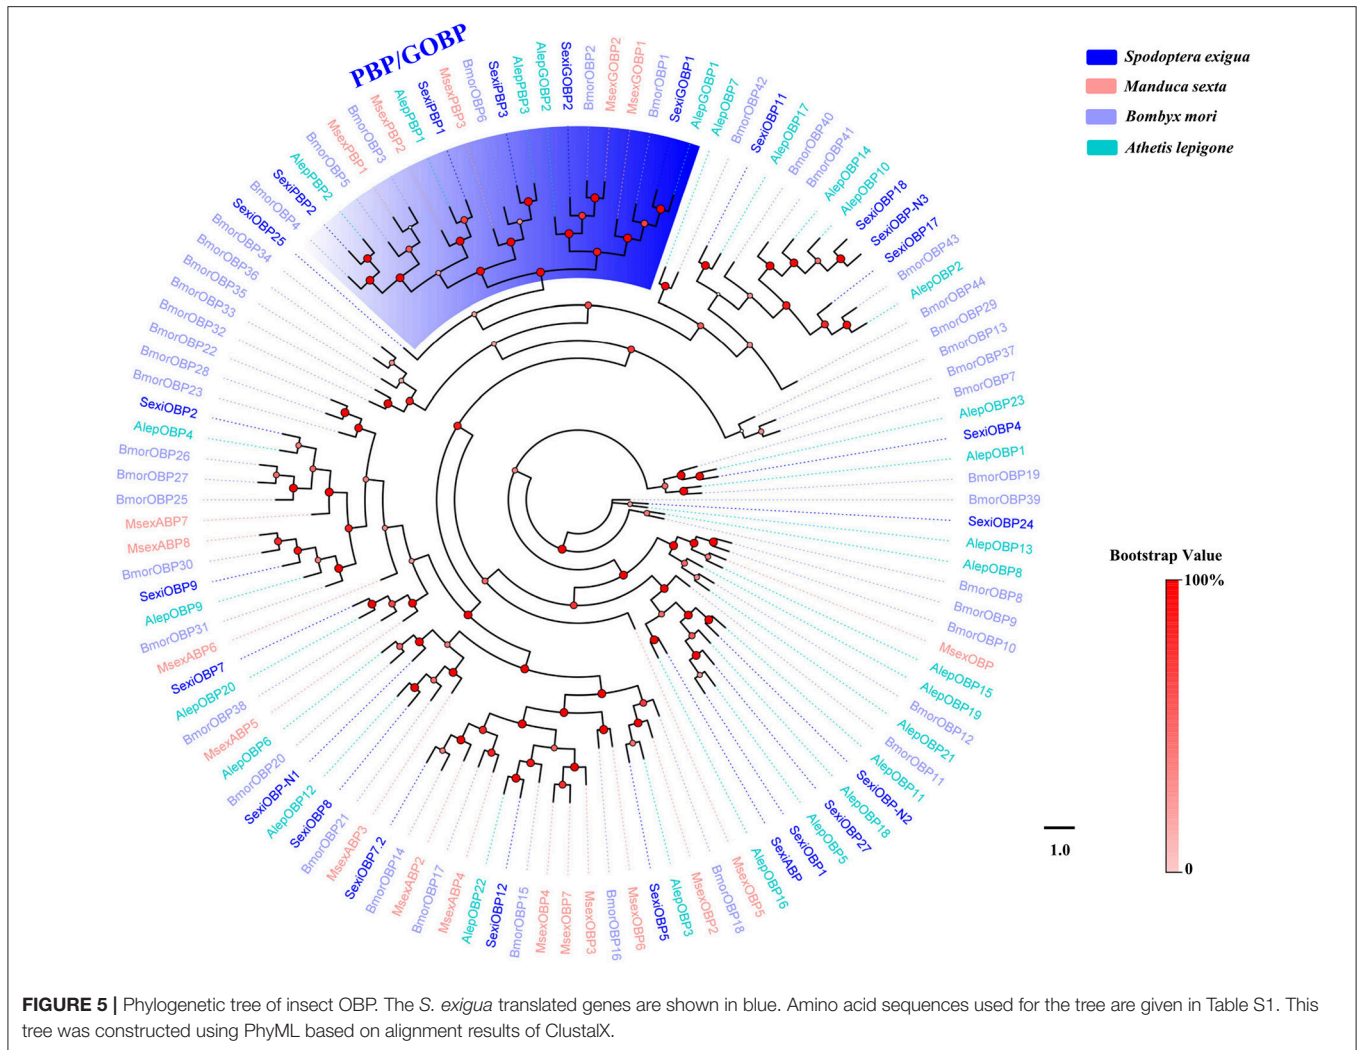 PBP/GOBP
MsexPBP1
BmorOBP3
MsexPBP2
AlepPBP1
SexiPBP1
MsexPBP3
BmorOBP6
SexiPBP3
AlepPBP3
AlepGOBP2
SexiGOBP2
BmorOBP2
MsexGOBP2
MsexGOBP1
BmorOBP1
SexiGOBP1
AlepGOBP1
AlepOBP7
BmorOBP42
SexiOBP11
AlepOBP17
BmorOBP40
BmorOBP41
AlepOBP14
AlepOBP10
SexiOBP18
SexiOBP-N3
SexiOBP17
BmorOBP43
AlepOBP2
BmorOBP44
BmorOBP29
BmorOBP13
BmorOBP37
BmorOBP7
AlepOBP23
SexiOBP4
AlepOBP1
BmorOBP19
BmorOBP39
SexiOBP24
AlepOBP13
AlepOBP8
BmorOBP8
BmorOBP9
BmorOBP10
MsexOBP
AlepOBP15
AlepOBP19
BmorOBP12
AlepOBP21
BmorOBP11
AlepOBP11
SexiOBP-N2
AlepOBP18
SexiOBP27
AlepOBP5
SexiOBP1
SexiABP
AlepOBP16
MsexOBP5
BmorOBP18
MsexOBP2
AlepOBP3
SexiOBP5
MsexOBP6
BmorOBP16
MsexOBP3
MsexOBP7
MsexOBP4
BmorOBP15
SexiOBP12
AlepOBP22
MsexABP4
BmorOBP17
MsexABP2
BmorOBP14
SexiOBP7.2
MsexABP3
BmorOBP21
SexiOBP8
AlepOBP12
SexiOBP-N1
BmorOBP20
AlepOBP6
MsexABP5
BmorOBP38
AlepOBP20
SexiOBP7
MsexABP6
BmorOBP31
AlepOBP9
SexiOBP9
BmorOBP30
MsexABP8
MsexABP7
BmorOBP25
BmorOBP27
BmorOBP26
AlepOBP4
SexiOBP2
BmorOBP23
BmorOBP28
BmorOBP22
BmorOBP32
BmorOBP33
BmorOBP35
BmorOBP36
BmorOBP34
SexiOBP25
BmorOBP4
SexiPBP2
AlepPBP2
BmorOBP5
Spodoptera exigua
Manduca sexta
Bombyx mori
Athetis lepigone
Bootstrap Value
100%
0
1.0
FIGURE 5 | Phylogenetic tree of insect OBP. The S. exigua translated genes are shown in blue. Amino acid sequences used for the tree are given in Table S1. This
tree was constructed using PhyML based on alignment results of ClustalX.